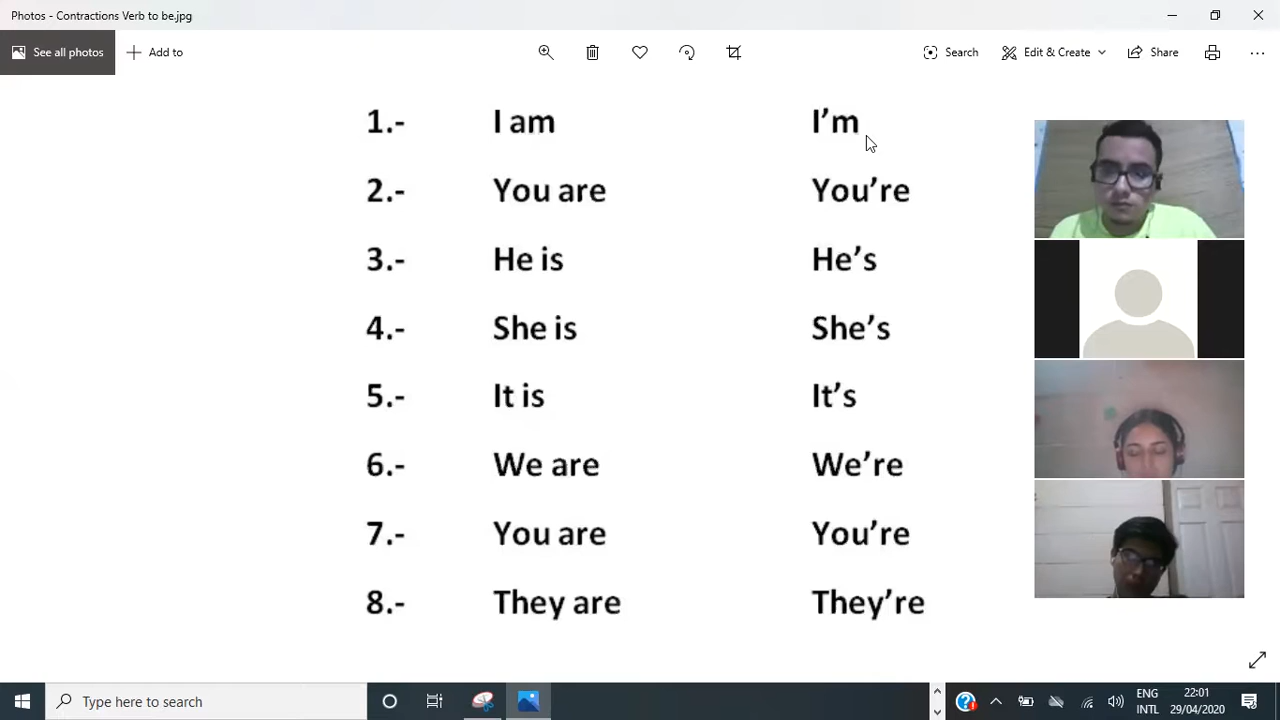 Photos - Contractions Verb to be.jpg
See all photos Add to Search Edit & Create Share
1.- I am I’m
2.- You are You’re
3.- He is He’s
4.- She is She’s
5.- It is It’s
6.- We are We’re
7.- You are You’re
8.- They are They’re
Type here to search
ENG 22:01
INTL 29/04/2020